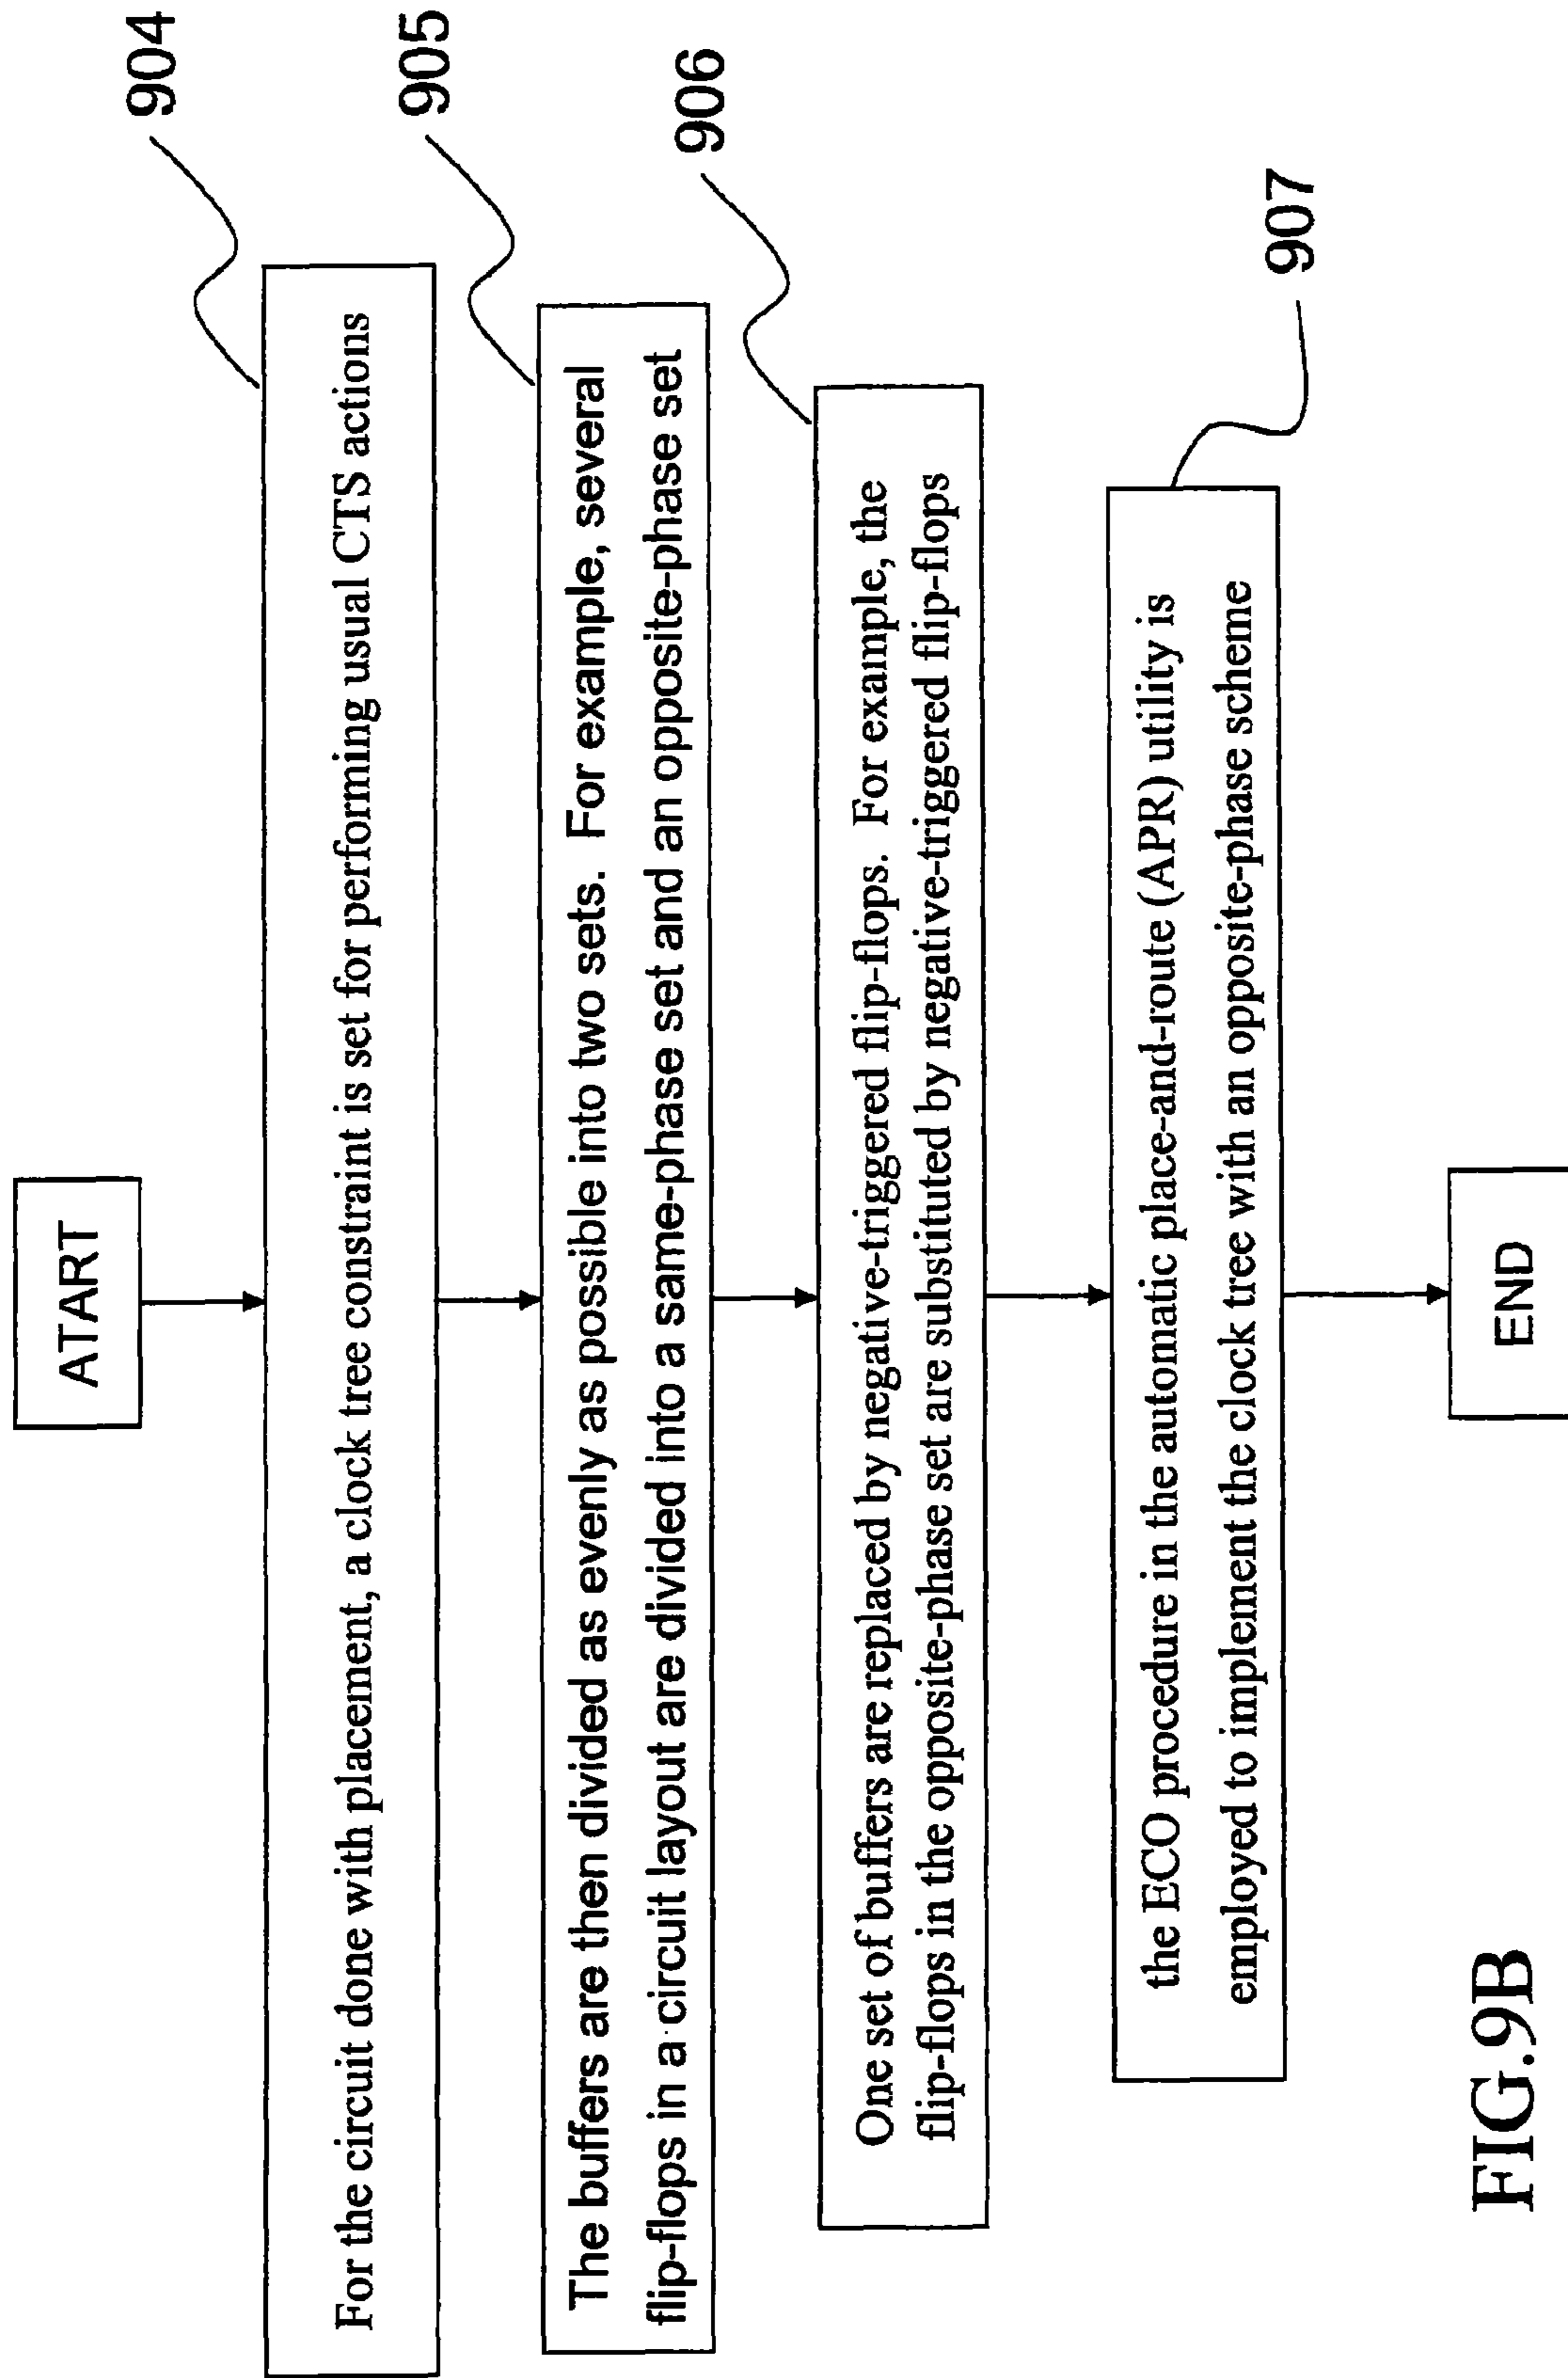 ATART
For the circuit done with placement, a clock tree constraint is set for performing usual CTS actions
904
The buffers are then divided as evenly as possible into two sets. For example, several
flip-flops in a circuit layout are divided into a same-phase set and an opposite-phase set
905
One set of buffers are replaced by negative-triggered flip-flops. For example, the
flip-flops in the opposite-phase set are substituted by negative-triggered flip-flops
906
the ECO procedure in the automatic place-and-route (APR) utility is
employed to implement the clock tree with an opposite-phase scheme
907
END
FIG.9B